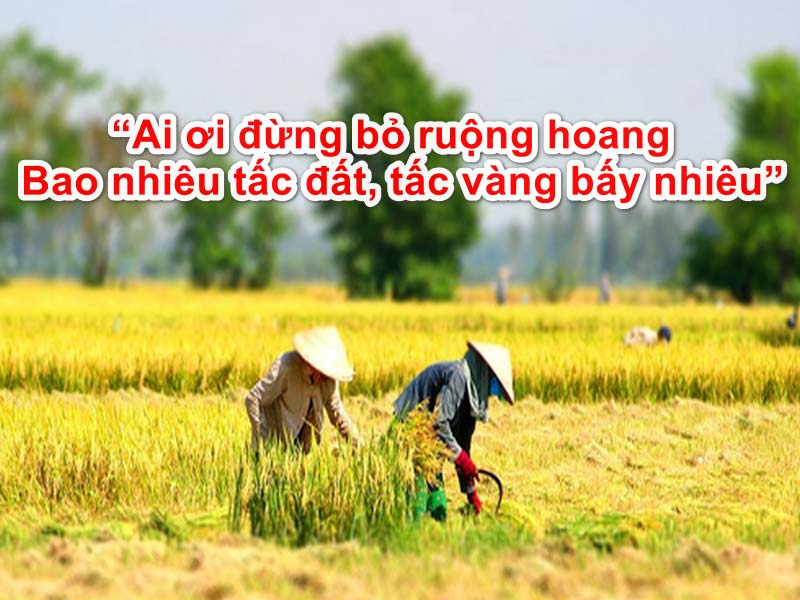 “Ai ơi đừng bỏ ruộng hoang
Bao nhiêu tấc đất, tấc vàng bấy nhiêu”